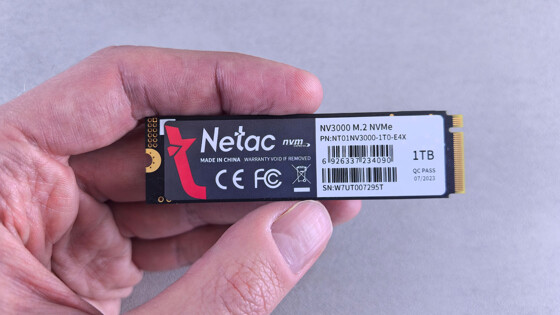 Netac nvm
EXPRESS
MADE IN CHINA WARRANTY VOID IF REMOVED
CE FC
NV3000 M.2 NVMe
PN:NT01NV3000-1T0-E4X
6 926337 234090
SN:W7UT007295T
1TB
QC PASS
07/2023